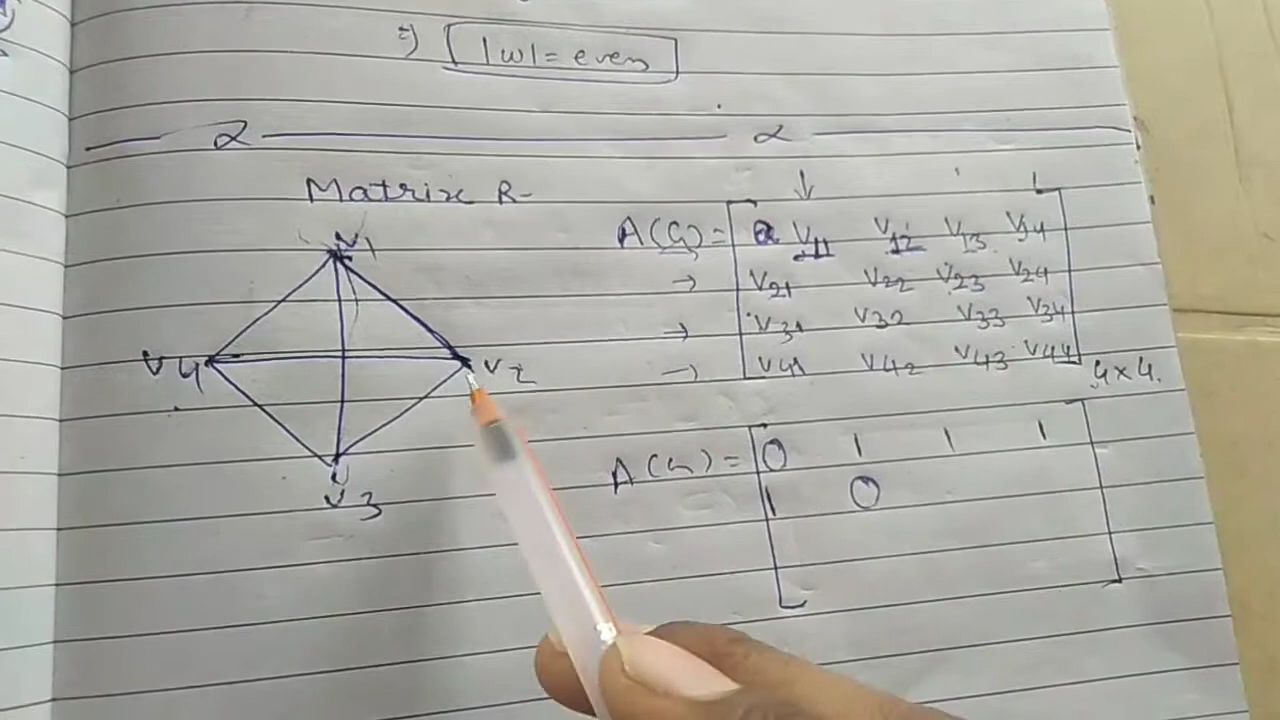 |w| = even
Matrix R-
V1
V4
V2
V3
A(G) = V11 V12 V13 V14
→ V21 V22 V23 V24
→ V31 V32 V33 V34
→ V41 V42 V43 V44 4×4.
A(G) = 0 1 1 1
1 0